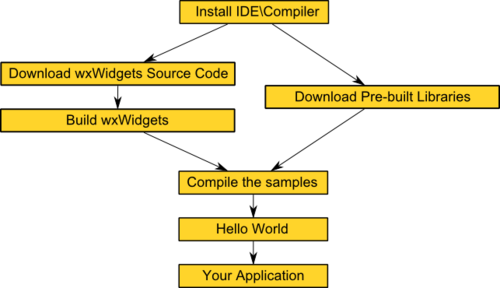 Install IDE\Compiler
Download wxWidgets Source Code
Download Pre-built Libraries
Build wxWidgets
Compile the samples
Hello World
Your Application